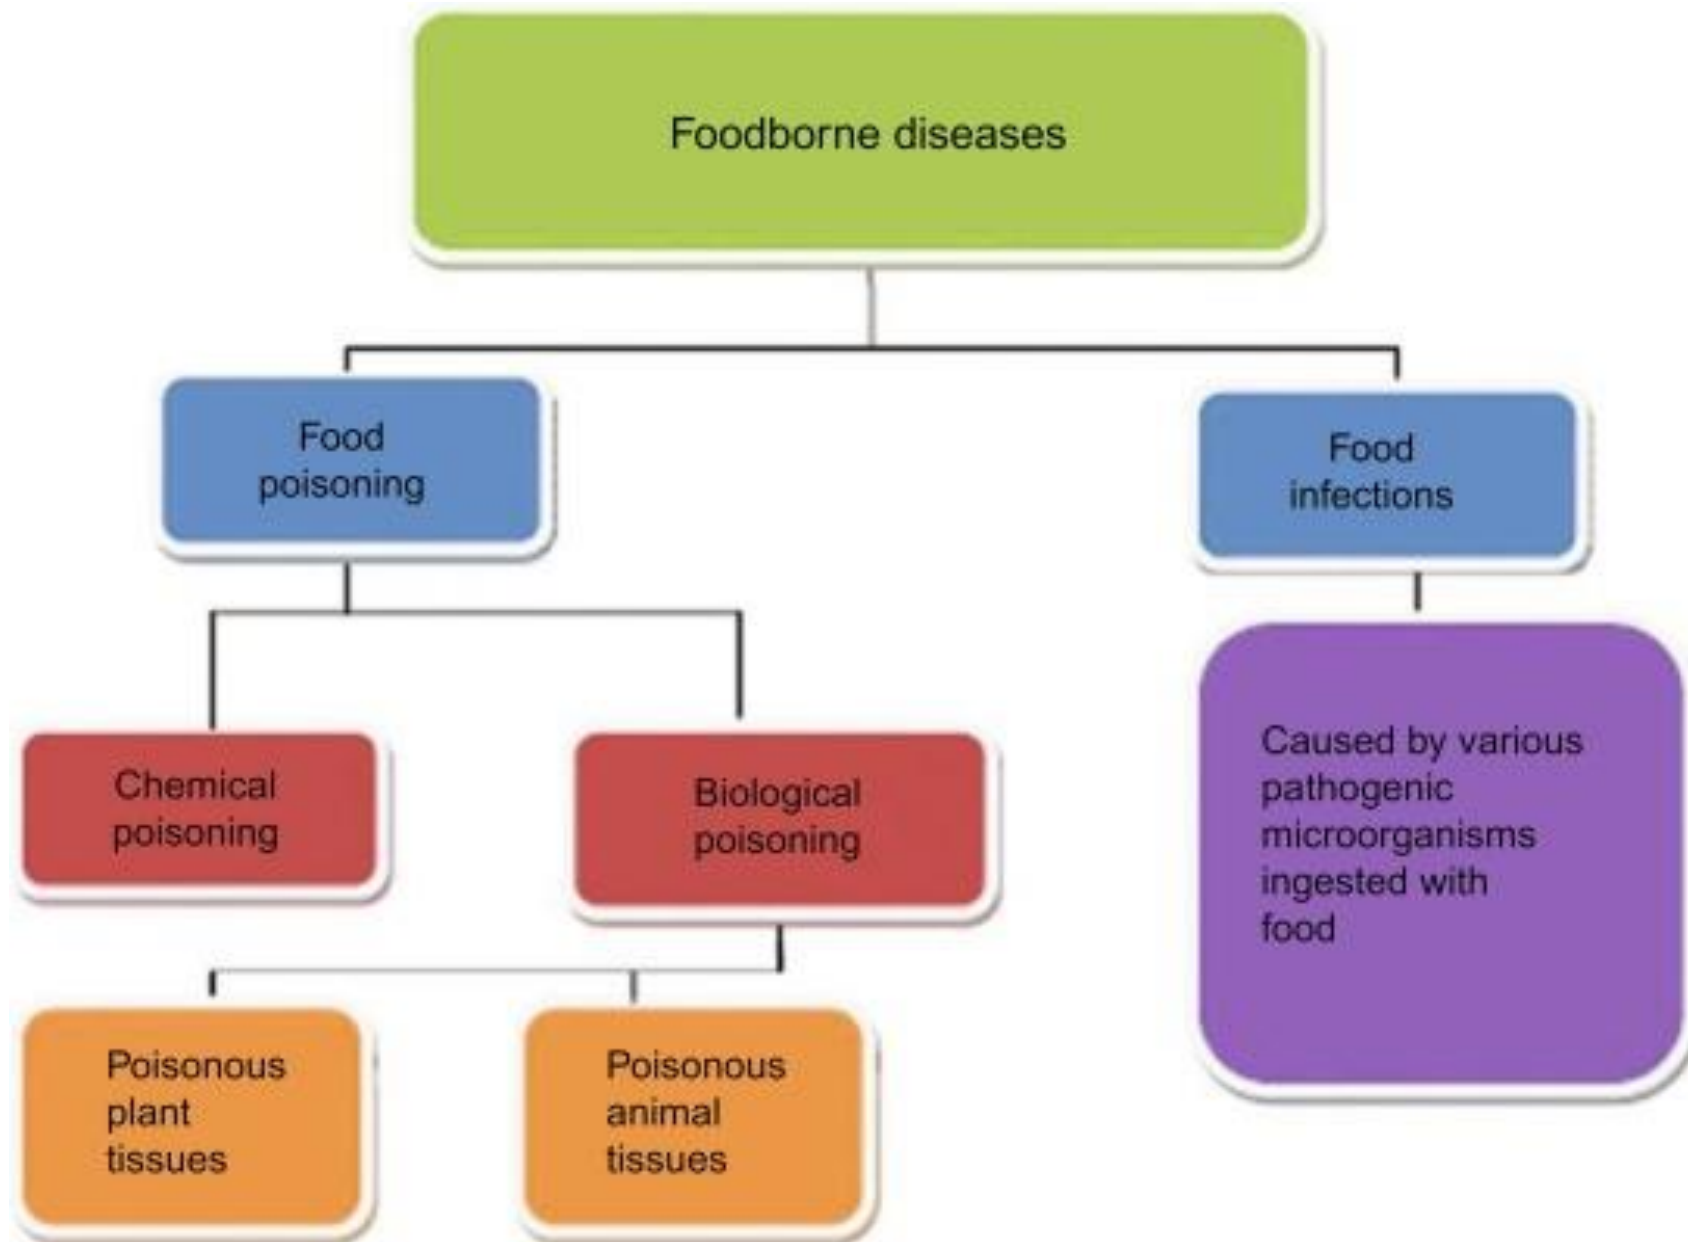 Foodborne diseases
Food
poisoning
Food
infections
Chemical
poisoning
Biological
poisoning
Caused by various
pathogenic
microorganisms
ingested with
food
Poisonous
plant
tissues
Poisonous
animal
tissues